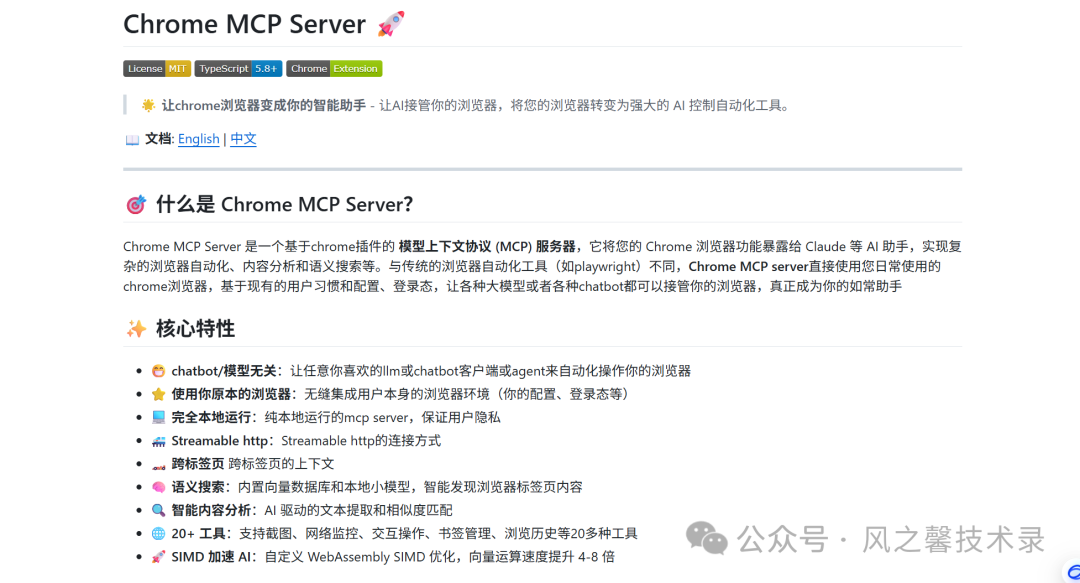 Chrome MCP Server 🚀
License MIT TypeScript 5.8+ Chrome Extension
🌟 让chrome浏览器变成你的智能助手 - 让AI接管你的浏览器，将您的浏览器转变为强大的 AI 控制自动化工具。
📖 文档: English | 中文
🎯 什么是 Chrome MCP Server?
Chrome MCP Server 是一个基于chrome插件的 模型上下文协议 (MCP) 服务器，它将您的 Chrome 浏览器功能暴露给 Claude 等 AI 助手，实现复
杂的浏览器自动化、内容分析和语义搜索等。与传统的浏览器自动化工具（如playwright）不同，Chrome MCP server直接使用您日常使用的
chrome浏览器，基于现有的用户习惯和配置、登录态，让各种大模型或者各种chatbot都可以接管你的浏览器，真正成为你的如常助手
✨ 核心特性
• 😁 chatbot/模型无关：让任意你喜欢的llm或chatbot客户端或agent来自动化操作你的浏览器
• ⭐ 使用你原本的浏览器：无缝集成用户本身的浏览器环境（你的配置、登录态等）
• 💻 完全本地运行：纯本地运行的mcp server，保证用户隐私
• 🚄 Streamable http：Streamable http的连接方式
• 🏎 跨标签页 跨标签页的上下文
• 🧠 语义搜索：内置向量数据库和本地小模型，智能发现浏览器标签页内容
• 🔍 智能内容分析：AI 驱动的文本提取和相似度匹配
• 🌐 20+ 工具：支持截图、网络监控、交互操作、书签管理、浏览历史等20多种工具
• 🚀 SIMD 加速 AI：自定义 WebAssembly SIMD 优化，向量运算速度提升 4-8 倍
公众号 · 风之馨技术录